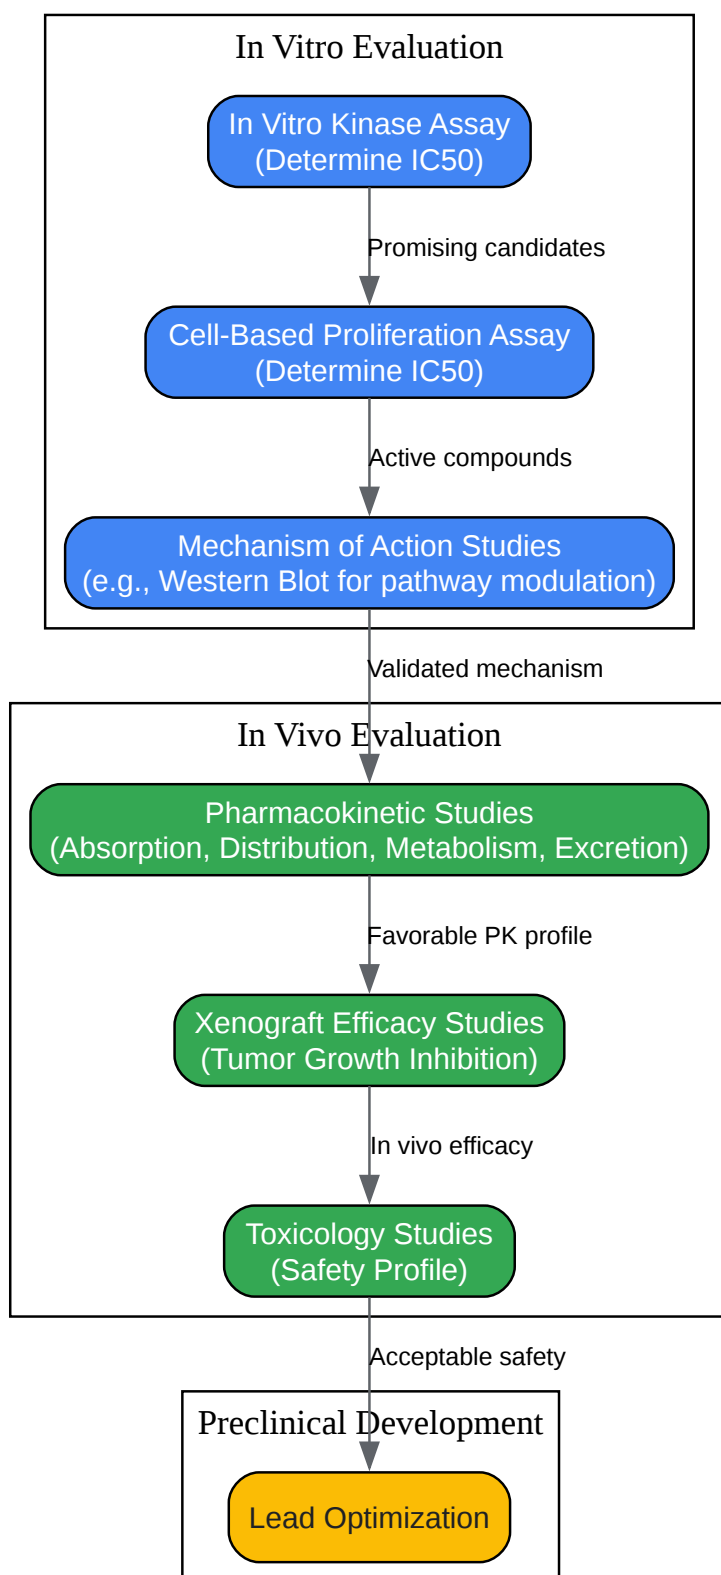 In Vitro Evaluation
In Vitro Kinase Assay
(Determine IC50)
Promising candidates
Cell-Based Proliferation Assay
(Determine IC50)
Active compounds
Mechanism of Action Studies
(e.g., Western Blot for pathway modulation)
Validated mechanism
In Vivo Evaluation
Pharmacokinetic Studies
(Absorption, Distribution, Metabolism, Excretion)
Favorable PK profile
Xenograft Efficacy Studies
(Tumor Growth Inhibition)
In vivo efficacy
Toxicology Studies
(Safety Profile)
Acceptable safety
Preclinical Development
Lead Optimization